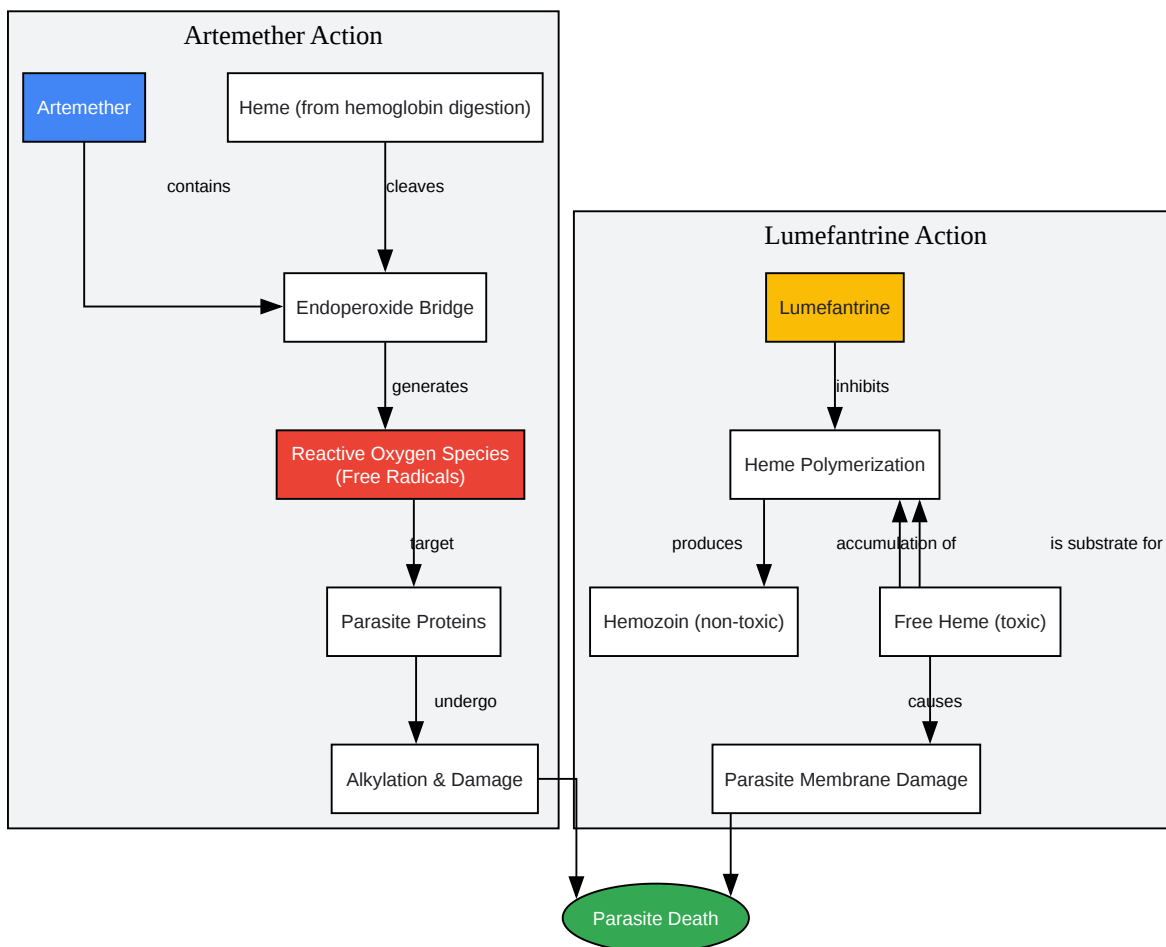 Artemether Action
Artemether
Heme (from hemoglobin digestion)
contains
cleaves
Endoperoxide Bridge
generates
Reactive Oxygen Species
(Free Radicals)
target
Parasite Proteins
undergo
Alkylation & Damage
Lumefantrine Action
Lumefantrine
inhibits
Heme Polymerization
produces
accumulation of
is substrate for
Hemozoin (non-toxic)
Free Heme (toxic)
causes
Parasite Membrane Damage
Parasite Death